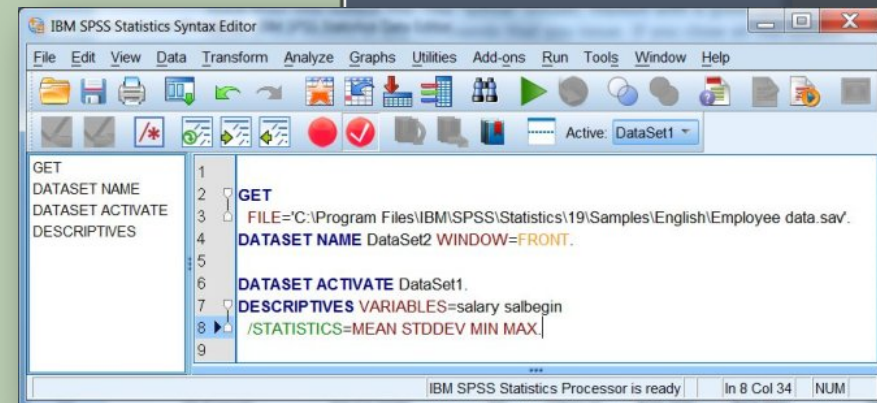 IBM SPSS Statistics Syntax Editor
File Edit View Data Transform Analyze Graphs Utilities Add-ons Run Tools Window Help
Active: DataSet1
GET
DATASET NAME
DATASET ACTIVATE
DESCRIPTIVES
1
2 GET
3 FILE='C:\Program Files\IBM\SPSS\Statistics\19\Samples\English\Employee data.sav'.
4 DATASET NAME DataSet2 WINDOW=FRONT.
5
6 DATASET ACTIVATE DataSet1.
7 DESCRIPTIVES VARIABLES=salary salbegin
8 /STATISTICS=MEAN STDDEV MIN MAX.
9
IBM SPSS Statistics Processor is ready In 8 Col 34 NUM